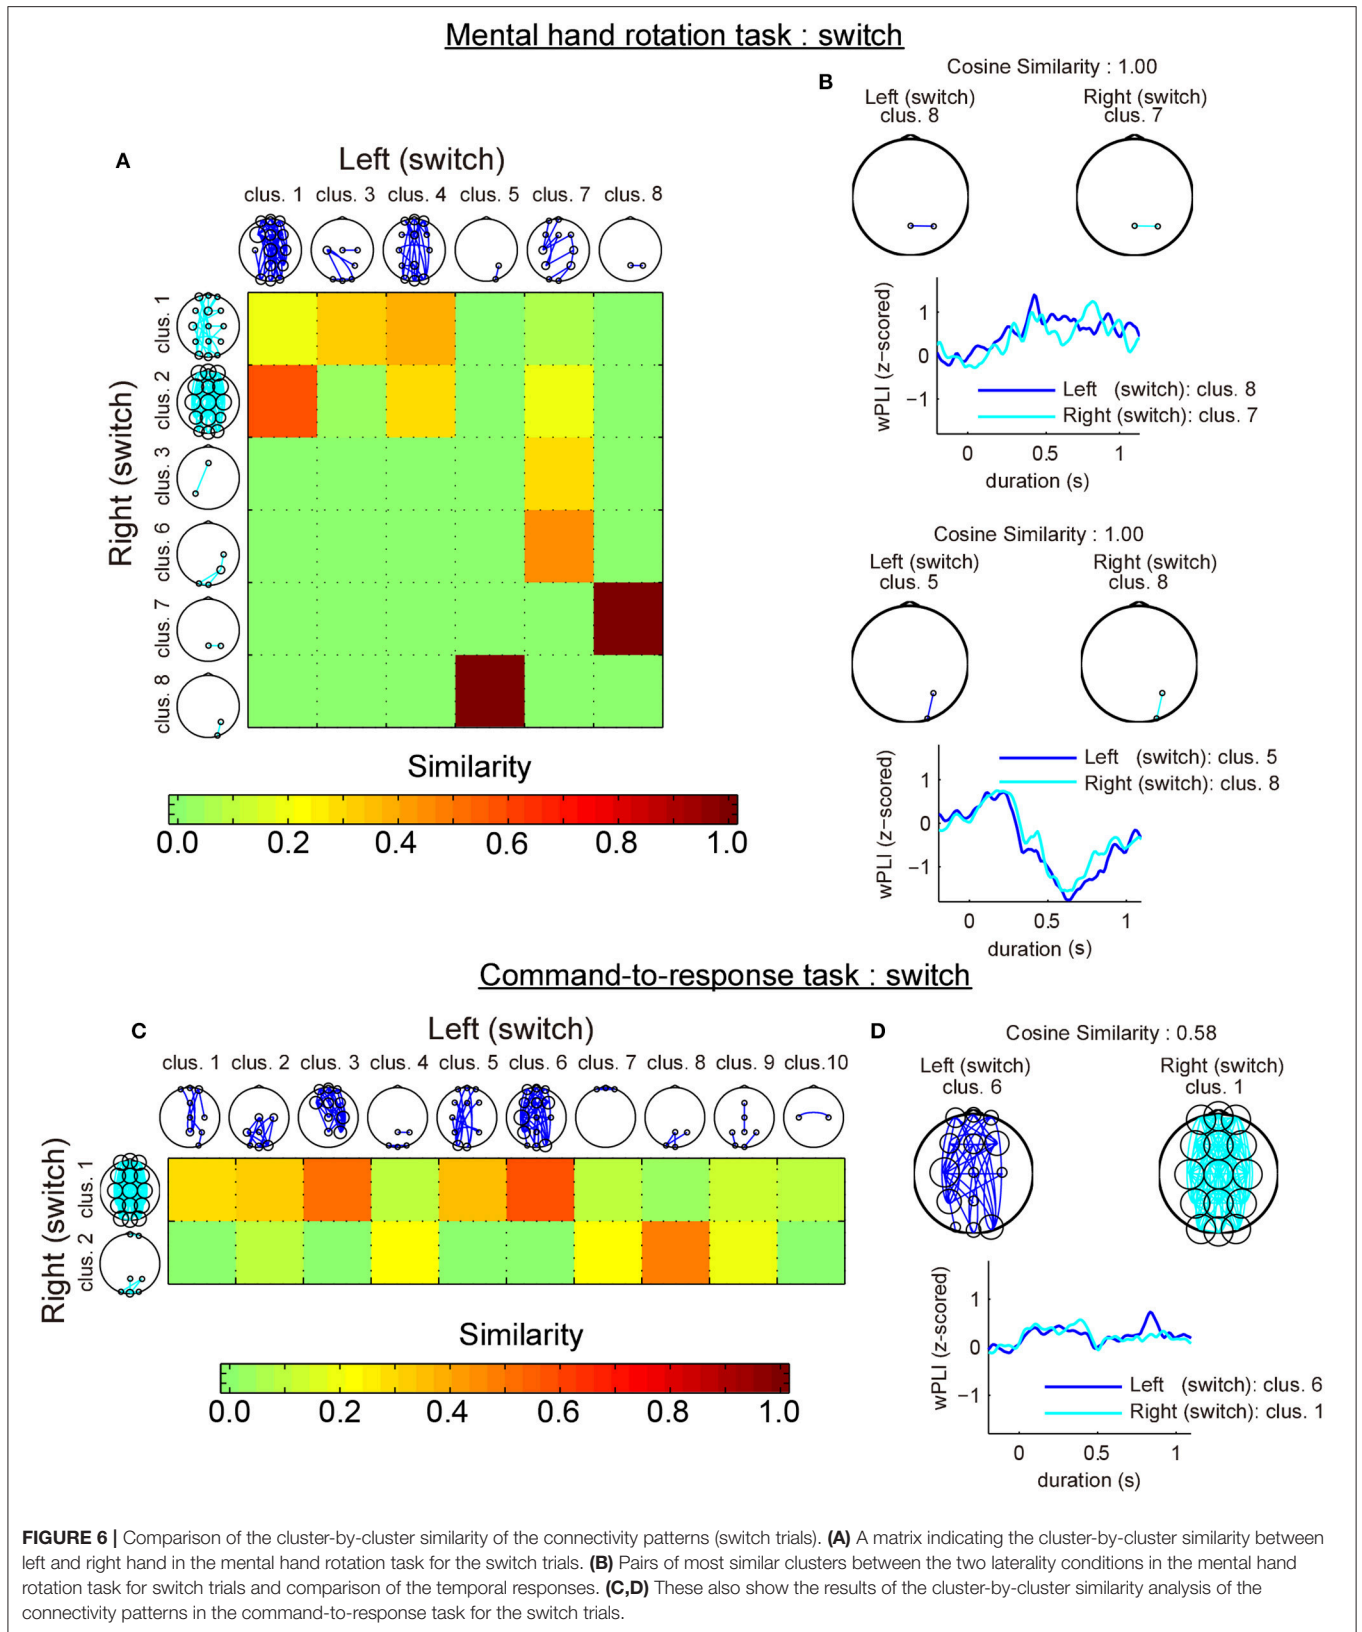 Mental hand rotation task : switch
A
Left (switch)
clus. 1 clus. 3 clus. 4 clus. 5 clus. 7 clus. 8
Right (switch)
clus. 1
clus. 2
clus. 3
clus. 6
clus. 7
clus. 8
Similarity
0.0 0.2 0.4 0.6 0.8 1.0
B
Cosine Similarity : 1.00
Left (switch) Right (switch)
clus. 8 clus. 7
wPLI (z-scored)
1
0
−1
Left (switch): clus. 8
Right (switch): clus. 7
0 0.5 1
duration (s)
Cosine Similarity : 1.00
Left (switch) Right (switch)
clus. 5 clus. 8
wPLI (z-scored)
1
0
−1
Left (switch): clus. 5
Right (switch): clus. 8
0 0.5 1
duration (s)
Command-to-response task : switch
C
Left (switch)
clus. 1 clus. 2 clus. 3 clus. 4 clus. 5 clus. 6 clus. 7 clus. 8 clus. 9 clus.10
Right (switch)
clus. 1
clus. 2
Similarity
0.0 0.2 0.4 0.6 0.8 1.0
D
Cosine Similarity : 0.58
Left (switch) Right (switch)
clus. 6 clus. 1
wPLI (z-scored)
1
0
−1
Left (switch): clus. 6
Right (switch): clus. 1
0 0.5 1
duration (s)
FIGURE 6 | Comparison of the cluster-by-cluster similarity of the connectivity patterns (switch trials). (A) A matrix indicating the cluster-by-cluster similarity between
left and right hand in the mental hand rotation task for the switch trials. (B) Pairs of most similar clusters between the two laterality conditions in the mental hand
rotation task for switch trials and comparison of the temporal responses. (C,D) These also show the results of the cluster-by-cluster similarity analysis of the
connectivity patterns in the command-to-response task for the switch trials.